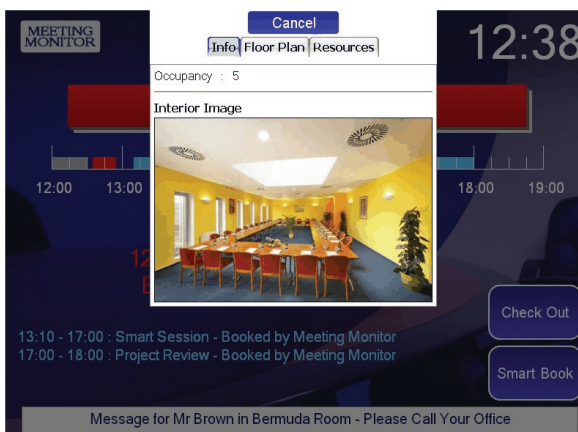 MEETING
MONITOR
12:38
Cancel
Info Floor Plan Resources
Occupancy : 5
Interior Image
12:00 13:00 18:00 19:00
12
Check Out
13:10 - 17:00 : Smart Session - Booked by Meeting Monitor
17:00 - 18:00 : Project Review - Booked by Meeting Monitor
Smart Book
Message for Mr Brown in Bermuda Room - Please Call Your Office